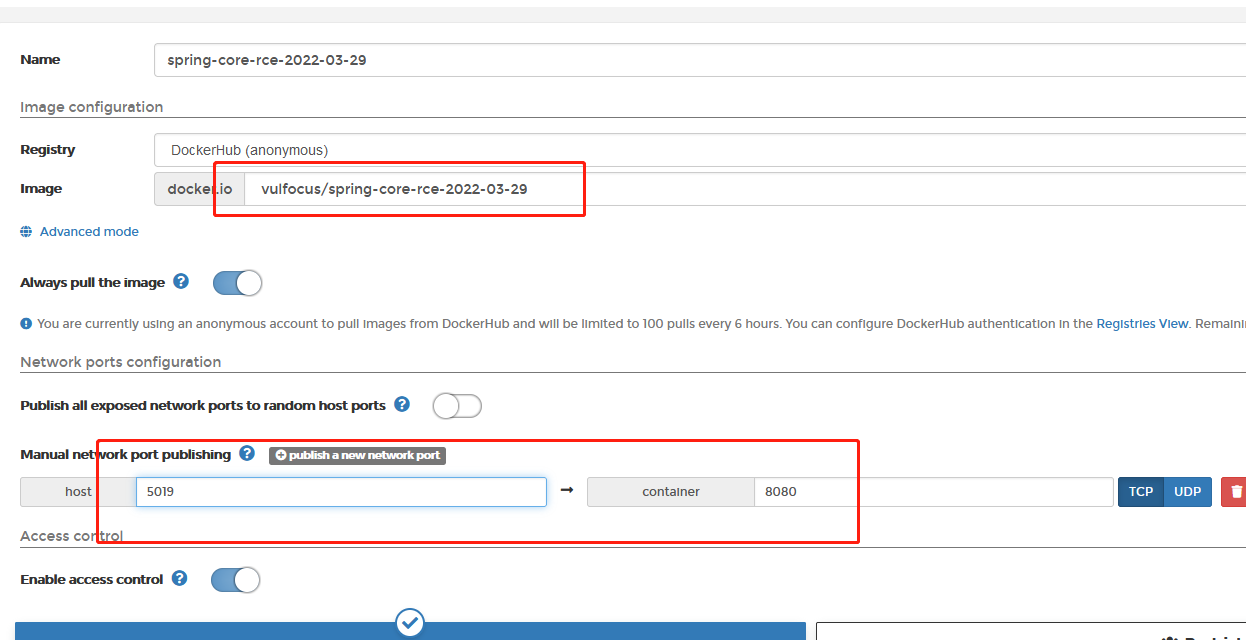 Name spring-core-rce-2022-03-29
Image configuration
Registry DockerHub (anonymous)
Image docker.io vulfocus/spring-core-rce-2022-03-29
Advanced mode
Always pull the image
You are currently using an anonymous account to pull images from DockerHub and will be limited to 100 pulls every 6 hours. You can configure DockerHub authentication in the Registries View.
Network ports configuration
Publish all exposed network ports to random host ports
Manual network port publishing publish a new network port
host 5019 → container 8080 TCP UDP
Access control
Enable access control